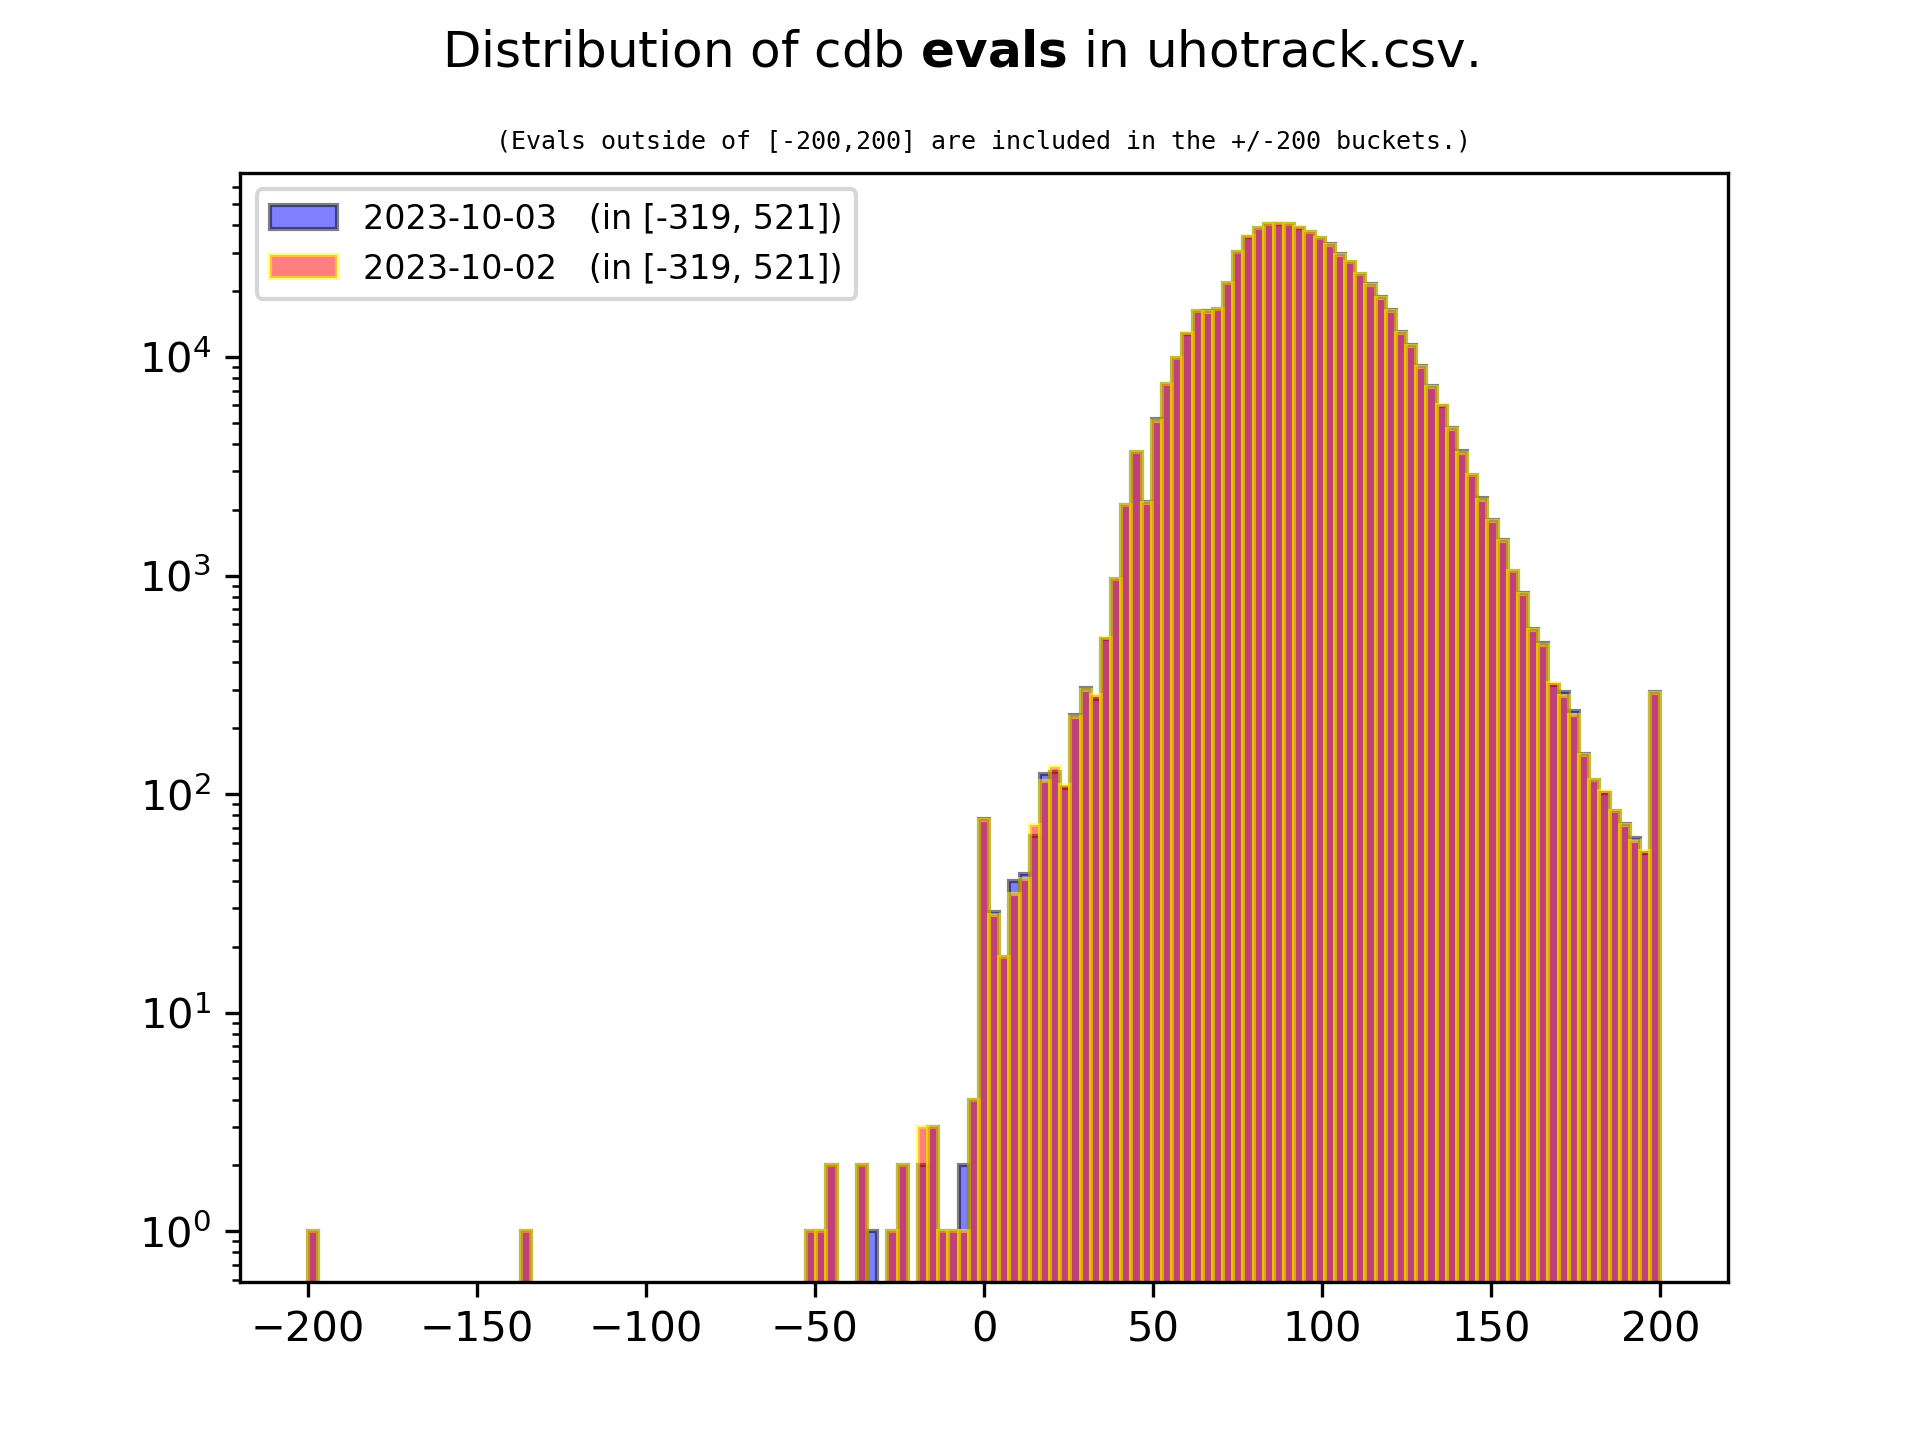 Distribution of cdb evals in uhotrack.csv.
(Evals outside of [-200,200] are included in the +/-200 buckets.)
2023-10-03 (in [-319, 521])
2023-10-02 (in [-319, 521])
10⁴
10³
10²
10¹
10⁰
−200 −150 −100 −50 0 50 100 150 200